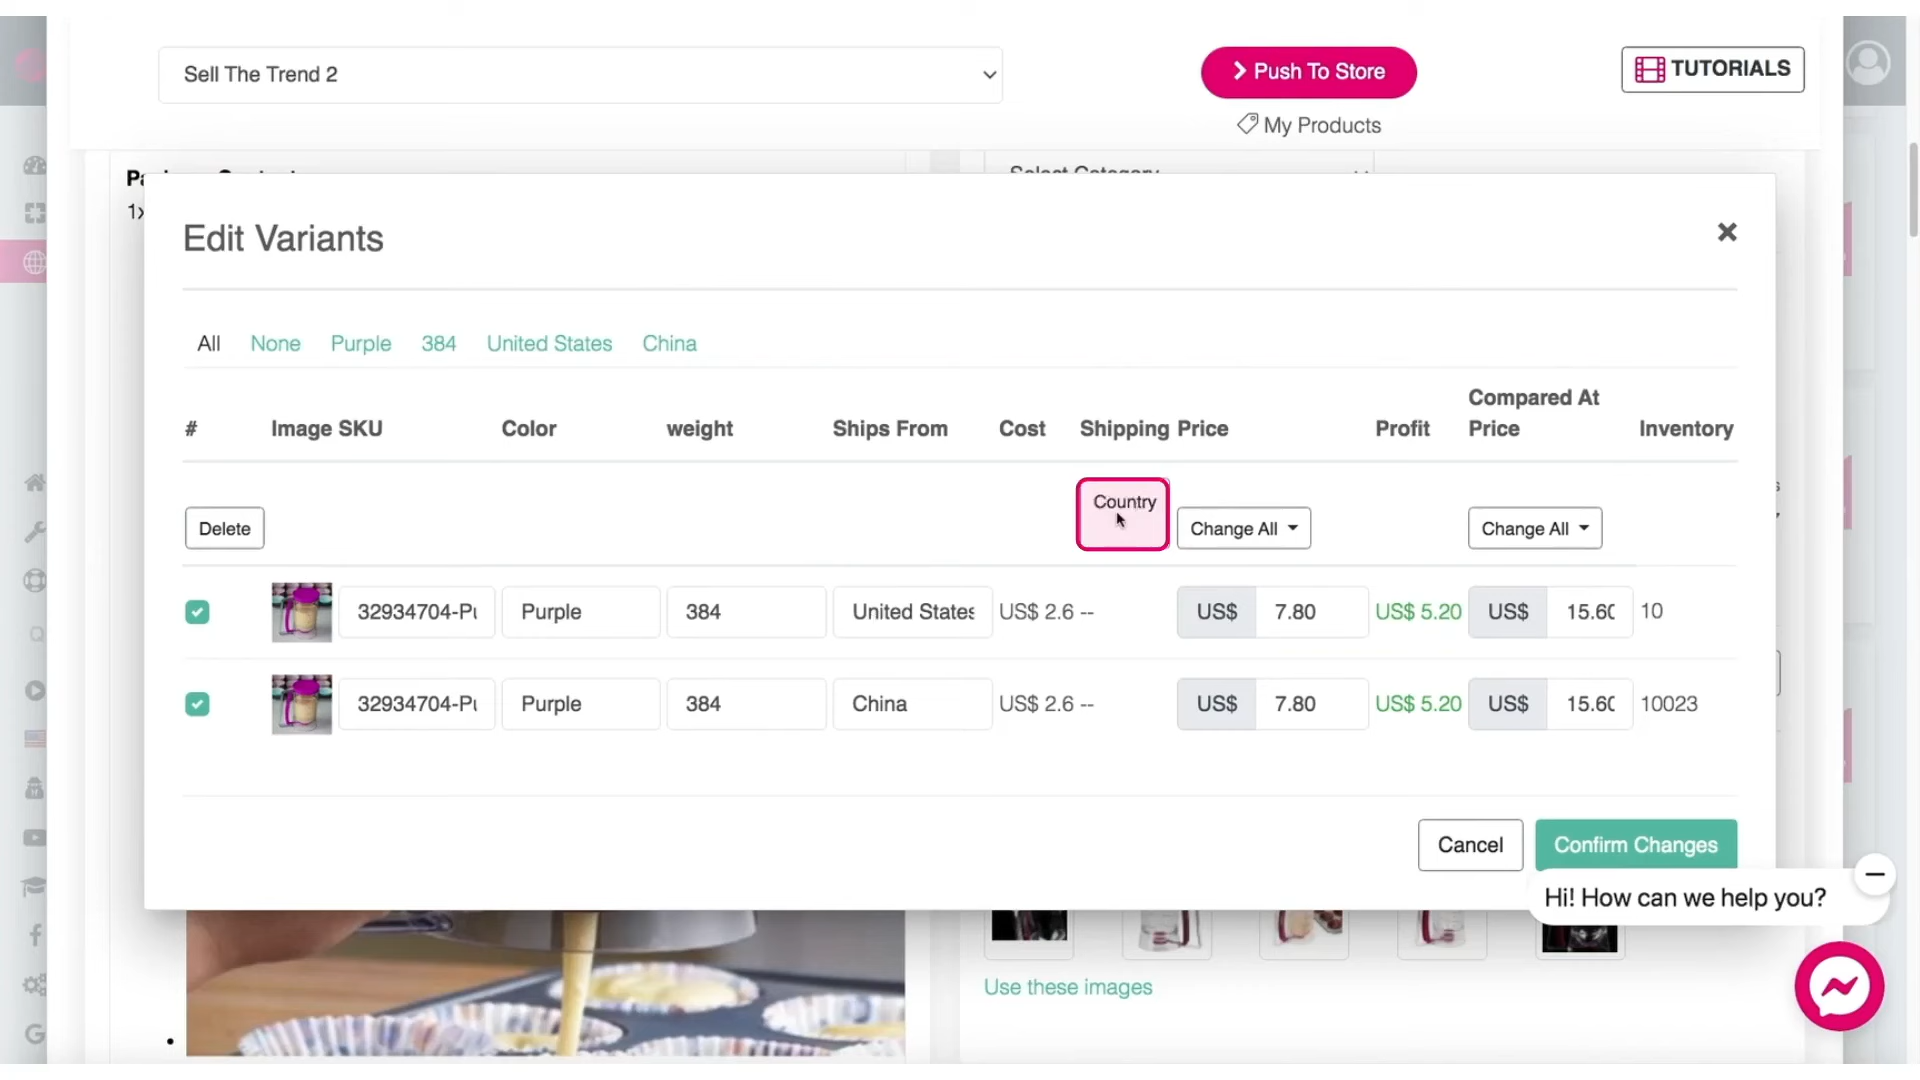 Sell The Trend 2
Push To Store
TUTORIALS
My Products
Edit Variants
All None Purple 384 United States China
# Image SKU Color weight Ships From Cost Shipping Price Profit Compared At Price Inventory
Delete Country Change All Change All
32934704-Pu Purple 384 United States US$ 2.6 -- US$ 7.80 US$ 5.20 US$ 15.60 10
32934704-Pu Purple 384 China US$ 2.6 -- US$ 7.80 US$ 5.20 US$ 15.60 10023
Cancel Confirm Changes
Hi! How can we help you?
Use these images